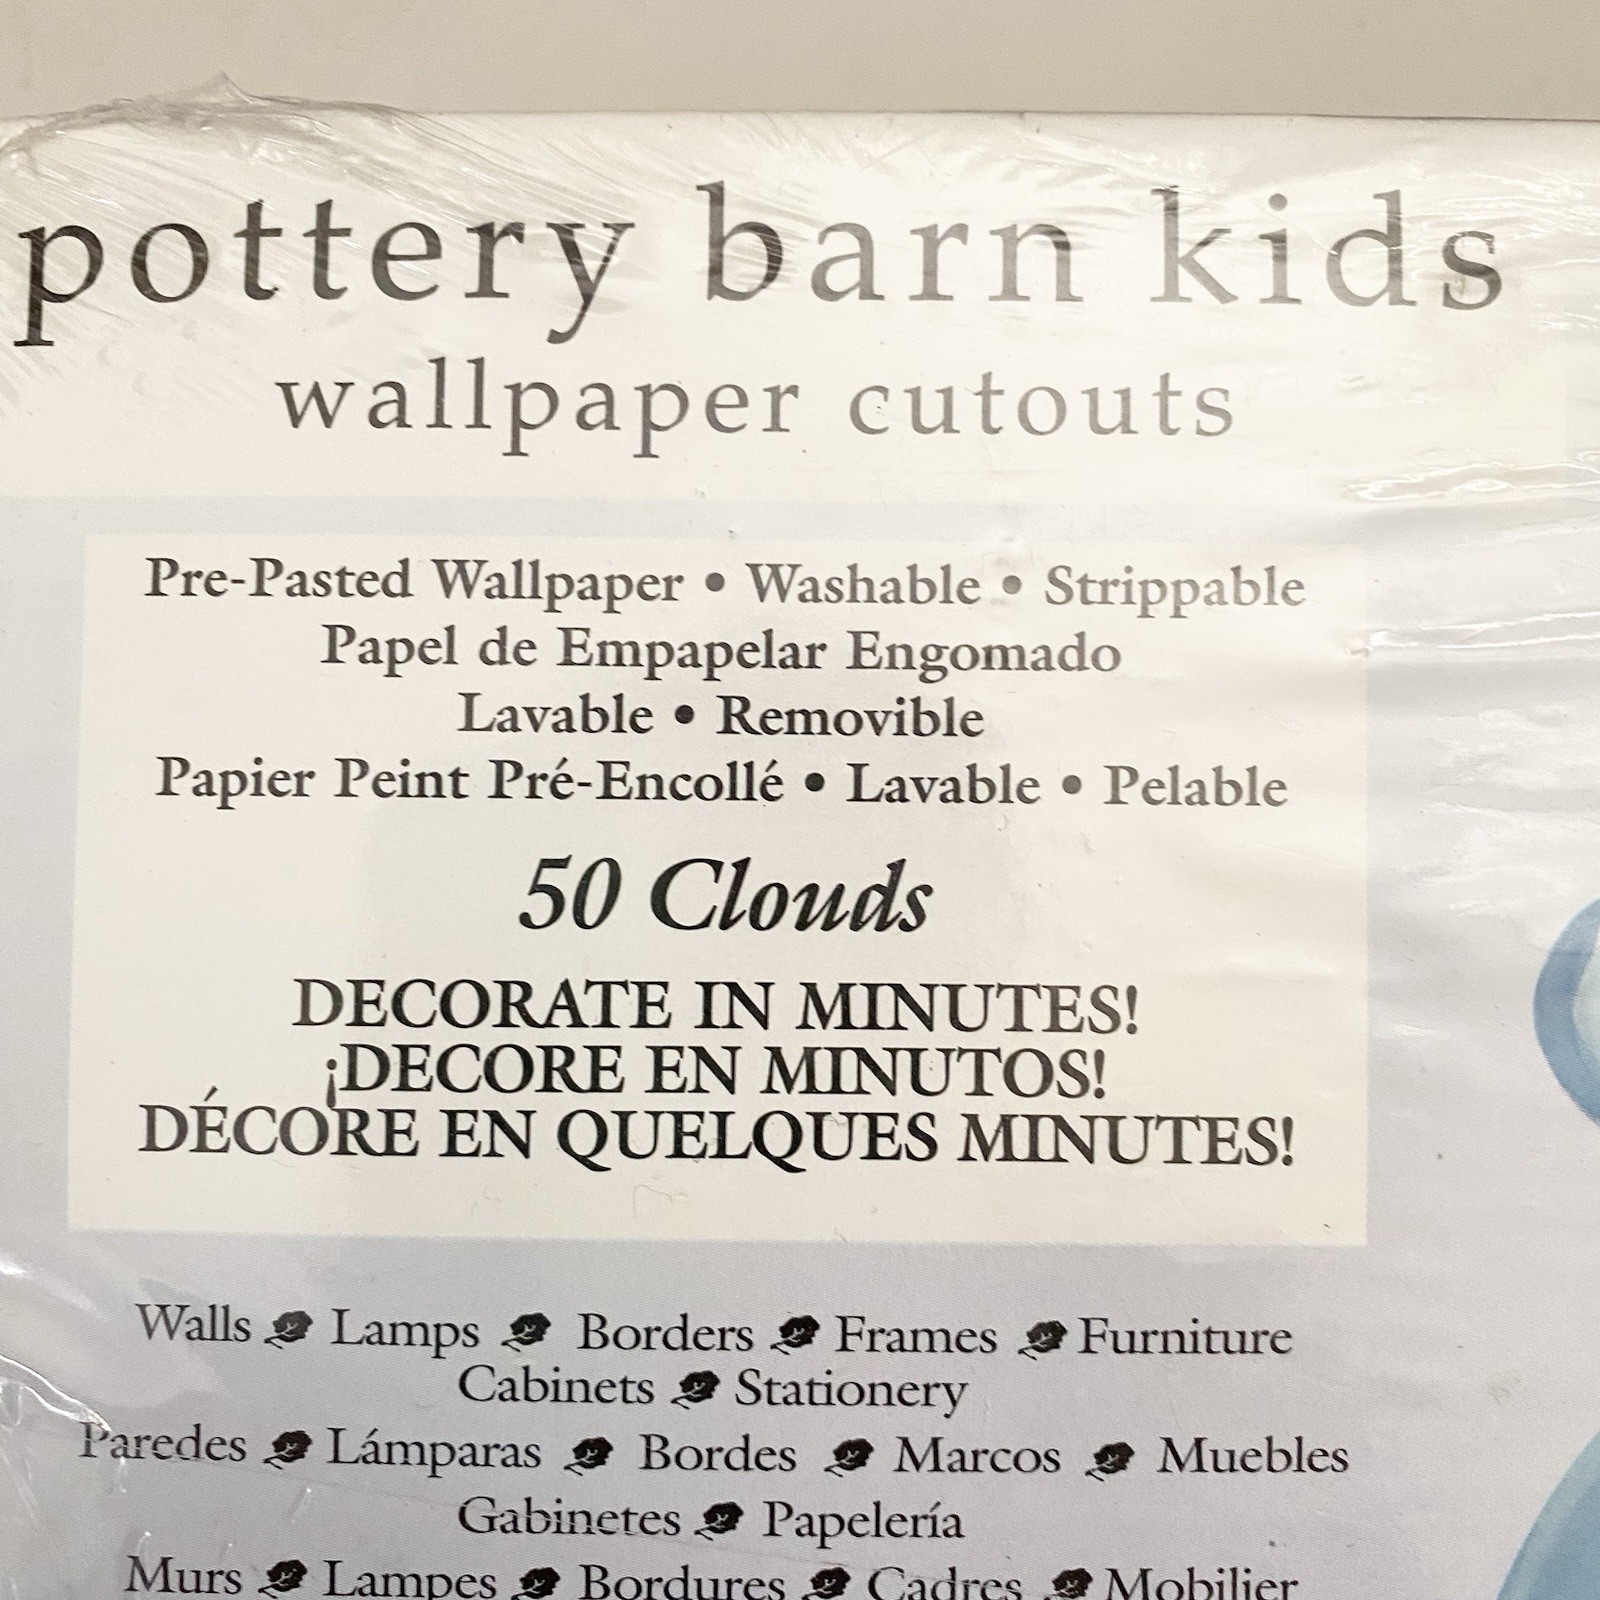 pottery barn kids
wallpaper cutouts
Pre-Pasted Wallpaper • Washable • Strippable
Papel de Empapelar Engomado
Lavable • Removible
Papier Peint Pré-Encollé • Lavable • Pelable
50 Clouds
DECORATE IN MINUTES!
¡DECORE EN MINUTOS!
DÉCORE EN QUELQUES MINUTES!
Walls Lamps Borders Frames Furniture
Cabinets Stationery
Paredes Lámparas Bordes Marcos Muebles
Gabinetes Papelería
Murs Lampes Bordures Cadres Mobilier